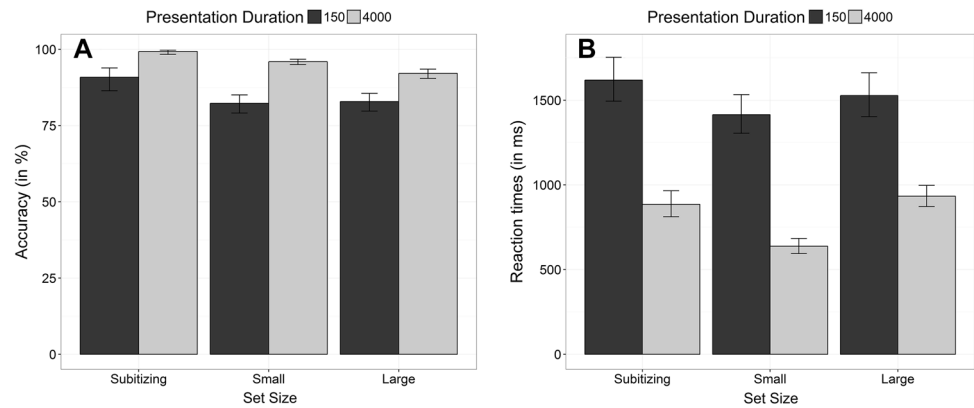 Presentation Duration 150 4000
A
100
75
50
25
0
Accuracy (in %)
Subitizing Small Large
Set Size
Presentation Duration 150 4000
B
1500
1000
500
0
Reaction times (in ms)
Subitizing Small Large
Set Size